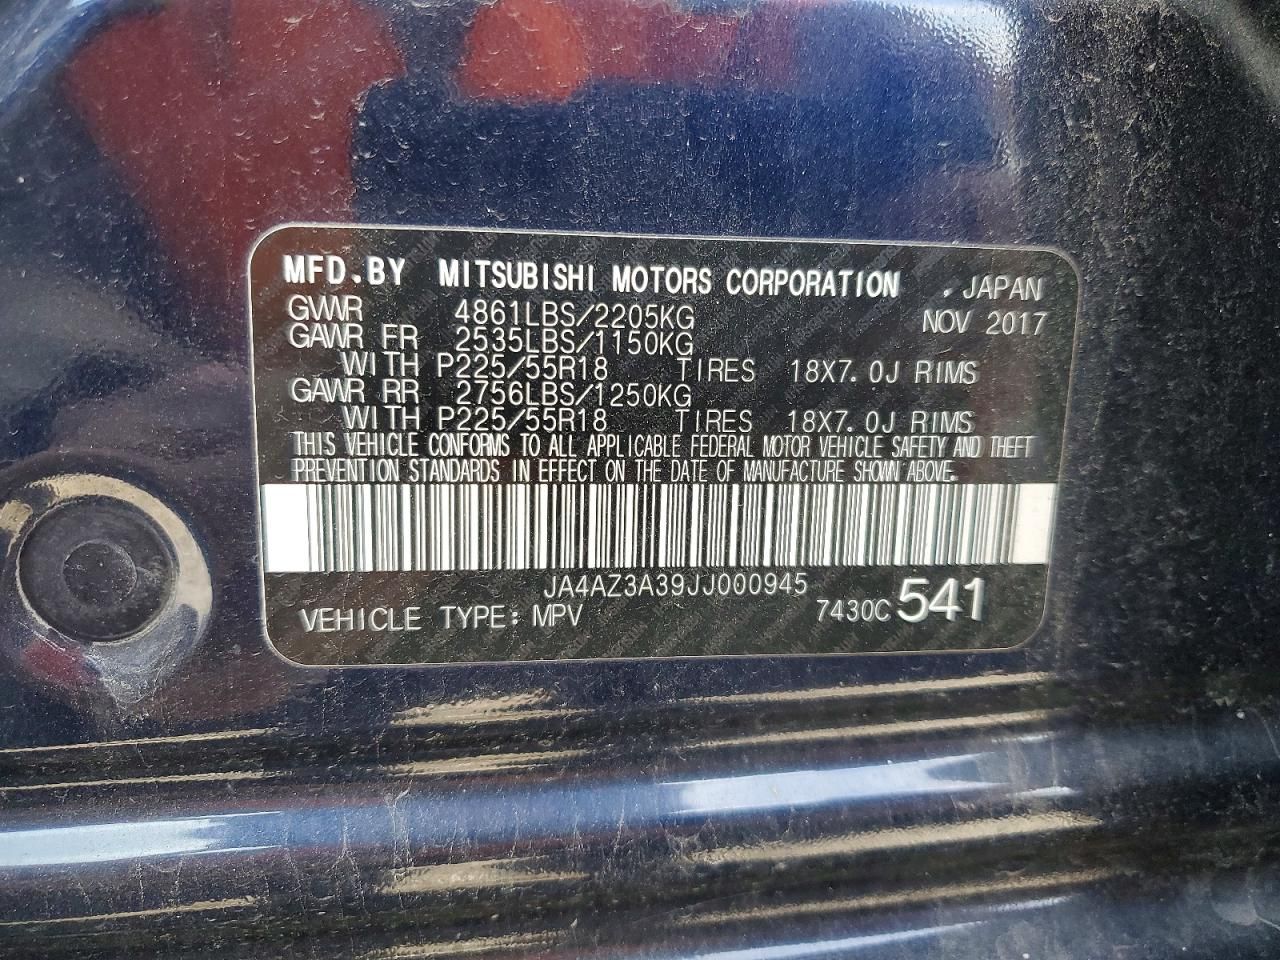 MFD.BY MITSUBISHI MOTORS CORPORATION . JAPAN
GVWR 4861LBS/2205KG NOV 2017
GAWR FR 2535LBS/1150KG
WITH P225/55R18 TIRES 18X7.0J RIMS
GAWR RR 2756LBS/1250KG
WITH P225/55R18 TIRES 18X7.0J RIMS
THIS VEHICLE CONFORMS TO ALL APPLICABLE FEDERAL MOTOR VEHICLE SAFETY AND THEFT
PREVENTION STANDARDS IN EFFECT ON THE DATE OF MANUFACTURE SHOWN ABOVE.
JA4AZ3A39JJ000945
VEHICLE TYPE: MPV 7430C 541